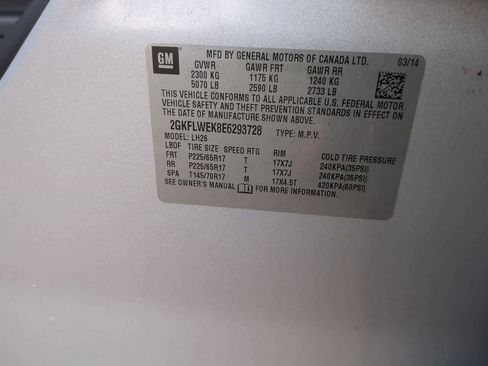 GM
MFD BY GENERAL MOTORS OF CANADA LTD. 03/14
GVWR GAWR FRT GAWR RR
2300 KG 1175 KG 1240 KG
5070 LB 2590 LB 2733 LB
THIS VEHICLE CONFORMS TO ALL APPLICABLE U.S. FEDERAL MOTOR
VEHICLE SAFETY AND THEFT PREVENTION STANDARDS IN EFFECT ON
THE DATE OF MANUFACTURE SHOWN ABOVE.
2GKFLWEK8E6293728 TYPE: M.P.V.
MODEL: LH26
LBDF TIRE SIZE SPEED RTG RIM COLD TIRE PRESSURE
FRT P225/65R17 T 17X7J 240KPA(35PSI)
RR P225/65R17 T 17X7J 240KPA(35PSI)
SPA T145/70R17 M 17X4.5T 420KPA(60PSI)
SEE OWNER'S MANUAL FOR MORE INFORMATION.